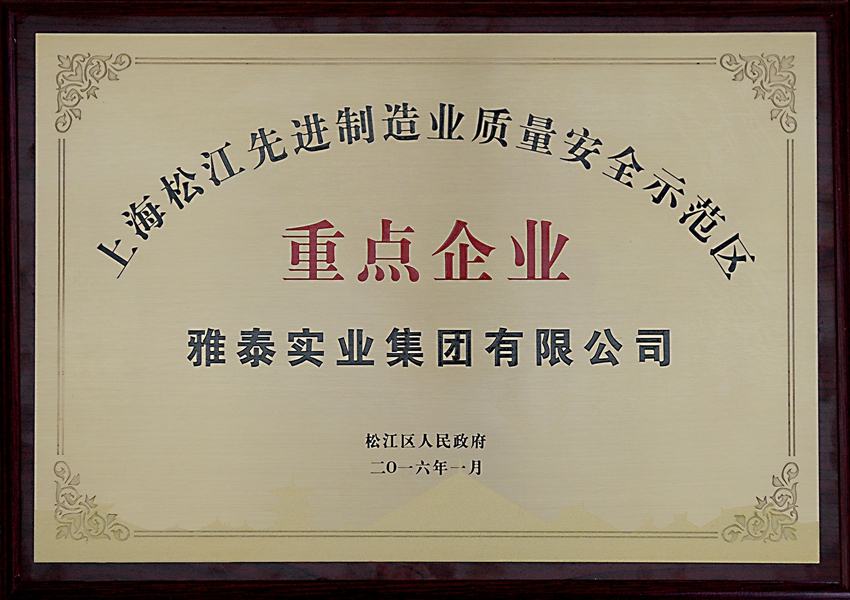 上海松江先进制造业质量安全示范区
重点企业
雅泰实业集团有限公司
松江区人民政府
二〇一六年一月